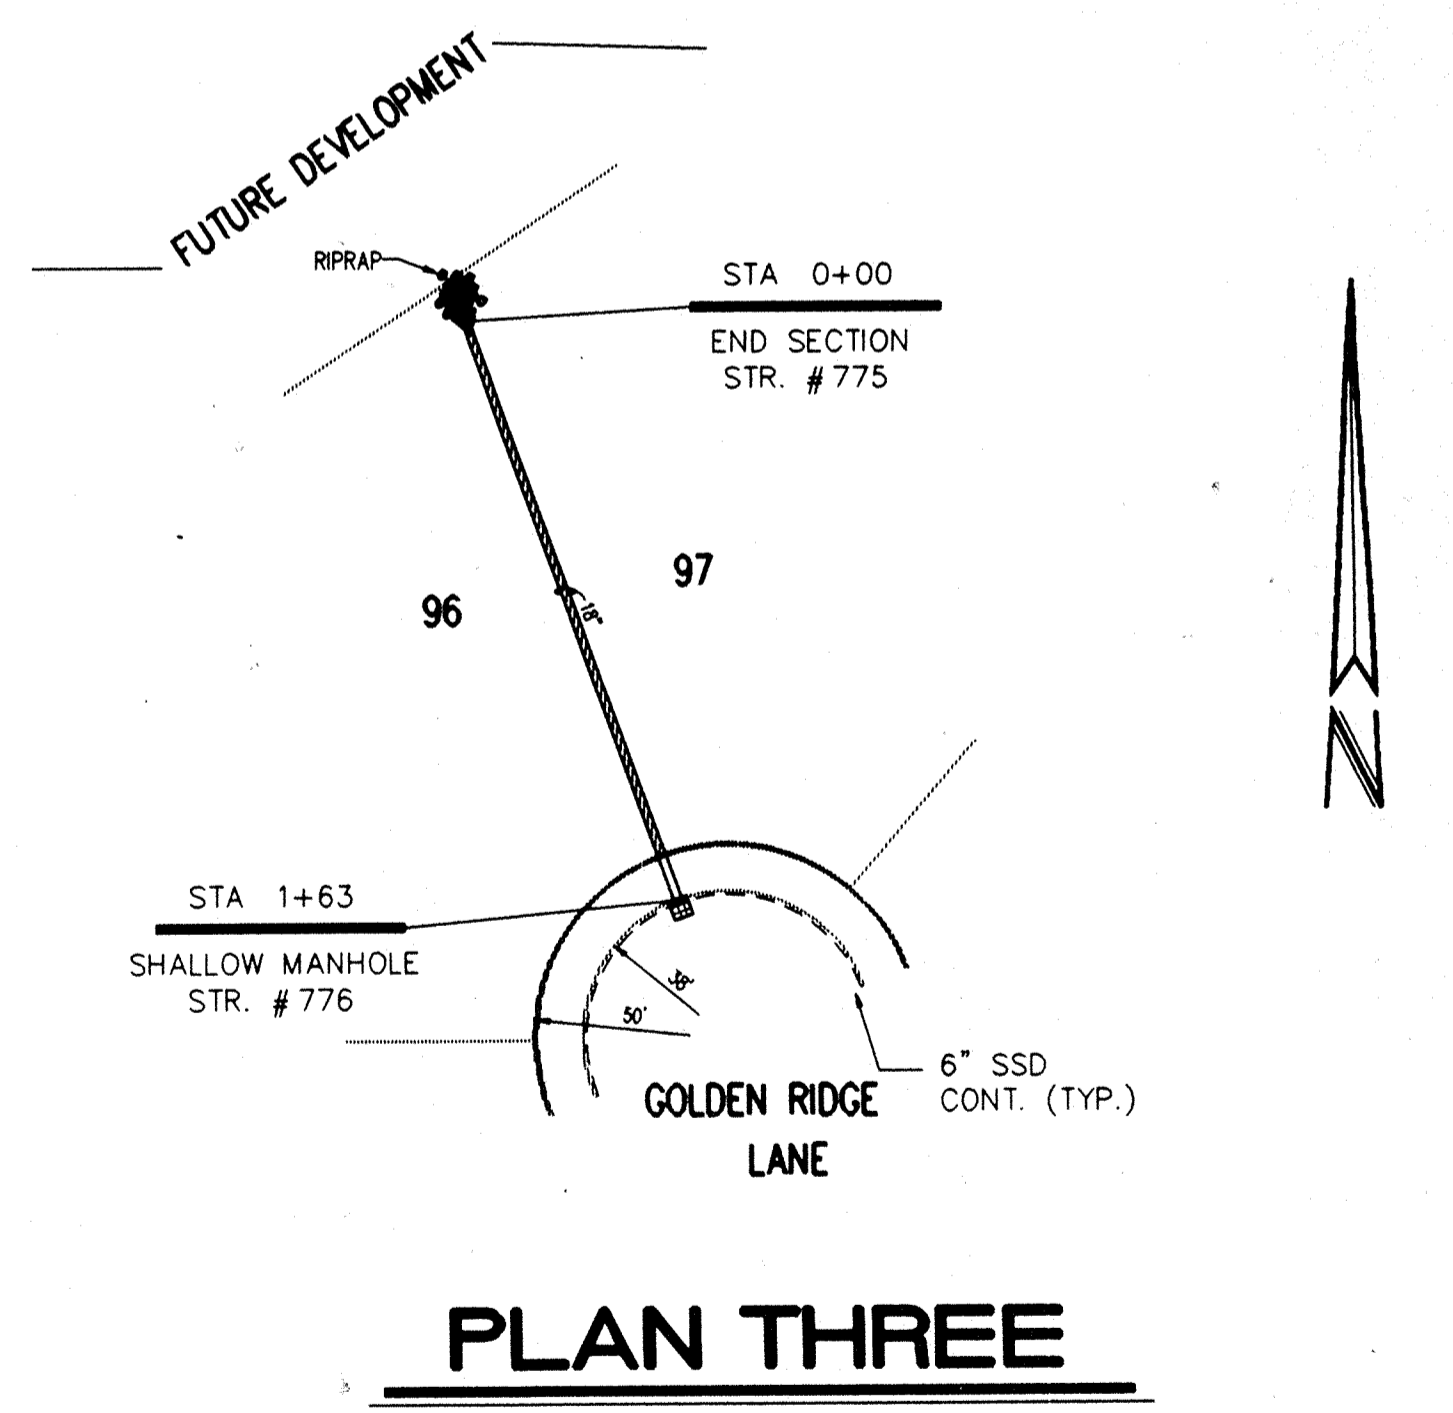 FUTURE DEVELOPMENT
RIPRAP
STA 0+00
END SECTION
STR. #775
97
96
18"
STA 1+63
SHALLOW MANHOLE
STR. #776
38'
50'
6" SSD
CONT. (TYP.)
GOLDEN RIDGE
LANE
N
PLAN THREE